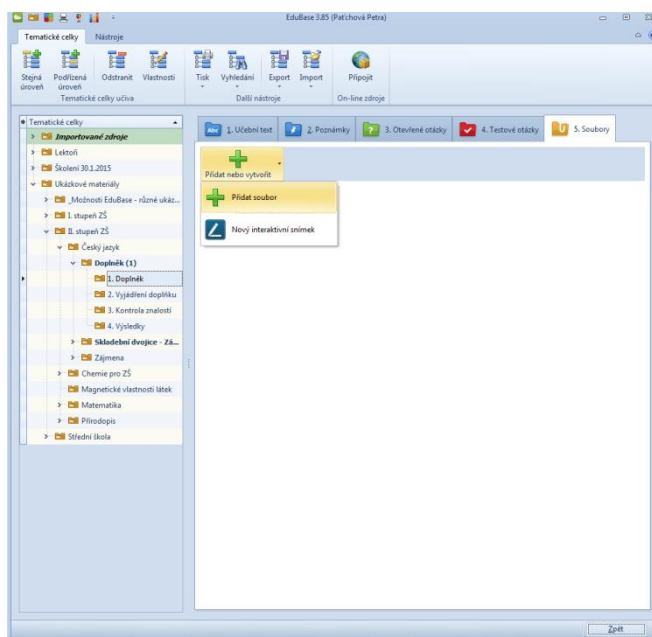 EduBase 3.85 (Paťchová Petra)
Tematické celky
Nástroje
Stejná úroveň
Podřízená úroveň
Odstranit
Vlastnosti
Tisk
Vyhledání
Export
Import
Připojit
Tematické celky učiva
Další nástroje
On-line zdroje
Tematické celky
Importované zdroje
Lektoři
Školení 30.1.2015
Ukázkové materiály
_Možnosti EduBase - různé ukáz...
I. stupeň ZŠ
II. stupeň ZŠ
Český jazyk
Doplněk (1)
1. Doplněk
2. Vyjádření doplňku
3. Kontrola znalostí
4. Výsledky
Skladební dvojice - Zá...
Zájmena
Chemie pro ZŠ
Magnetické vlastnosti látek
Matematika
Přírodopis
Střední škola
Abc
1. Učební text
2. Poznámky
3. Otevřené otázky
4. Testové otázky
5. Soubory
Přidat nebo vytvořit
Přidat soubor
Nový interaktivní snímek
Zpět